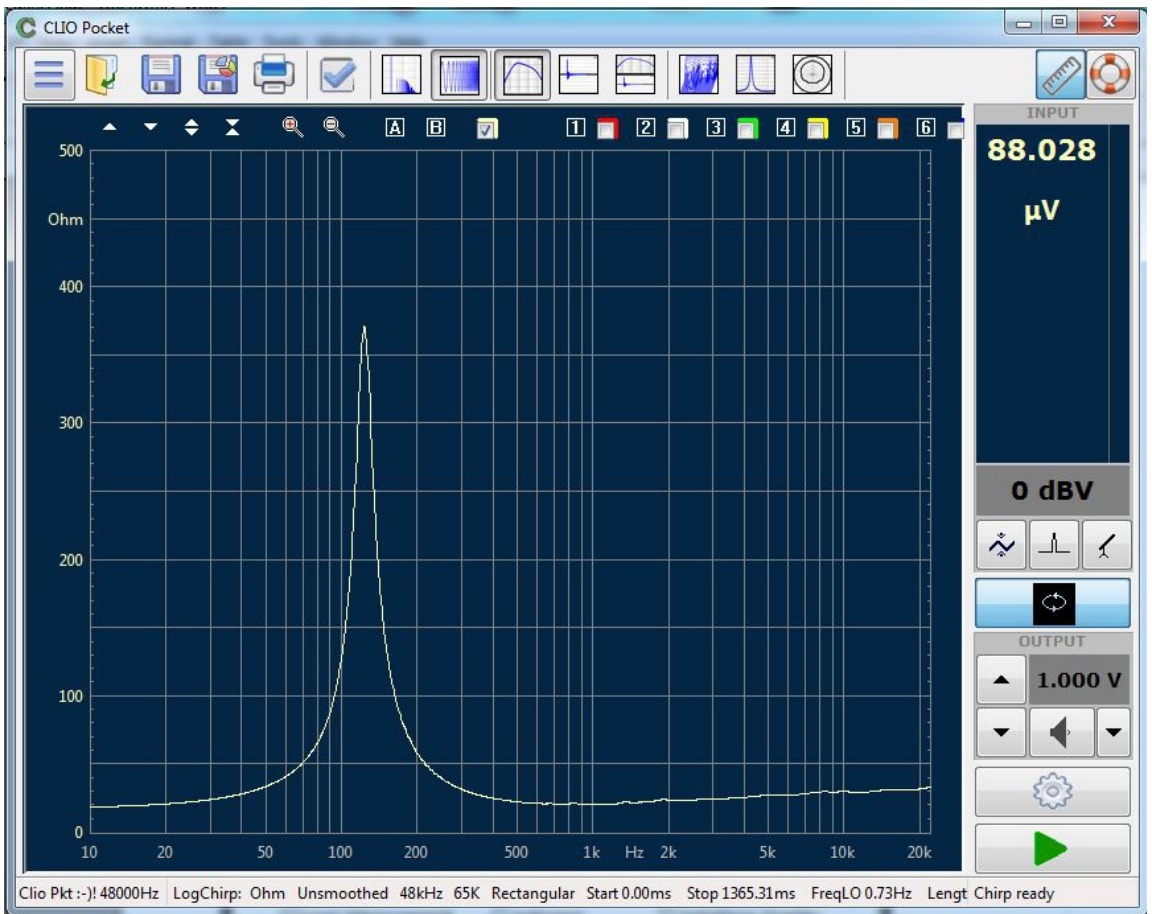 CLIO Pocket
INPUT
A B 1 2 3 4 5 6
88.028
µV
500
Ohm
400
300
200
100
0
10 20 50 100 200 500 1k Hz 2k 5k 10k 20k
0 dBV
OUTPUT
1.000 V
Clio Pkt :-)! 48000Hz LogChirp: Ohm Unsmoothed 48kHz 65K Rectangular Start 0.00ms Stop 1365.31ms FreqLO 0.73Hz Lengt Chirp ready